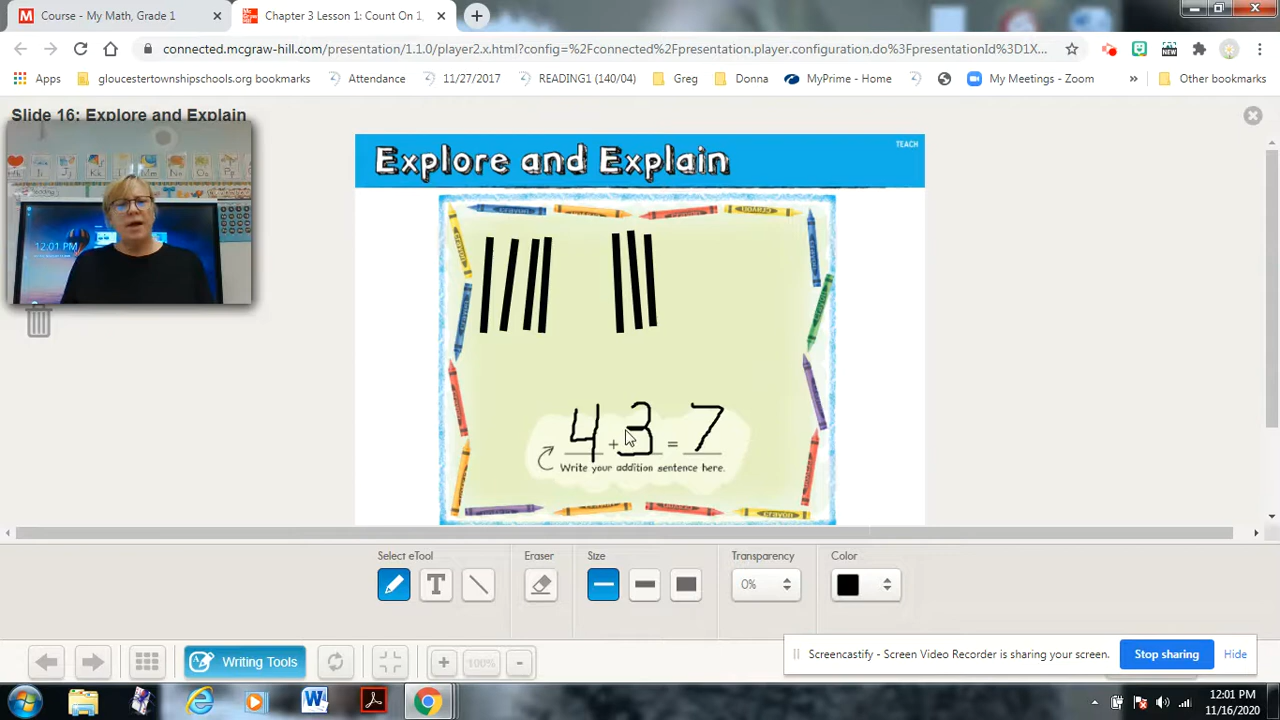 Course - My Math, Grade 1
Chapter 3 Lesson 1: Count On 1,
connected.mcgraw-hill.com/presentation/1.1.0/player2.x.html?config=%2Fconnected%2Fpresentation.player.configuration.do%3FpresentationId%3D1X...
Apps gloucestertownshipschools.org bookmarks Attendance 11/27/2017 READING1 (140/04) Greg Donna MyPrime - Home My Meetings - Zoom » Other bookmarks
Slide 16: Explore and Explain
12:01 PM
Explore and Explain
TEACH
4 + 3 = 7
Write your addition sentence here.
Select eTool Eraser Size Transparency Color
T 0%
Writing Tools 100%
Screencastify - Screen Video Recorder is sharing your screen. Stop sharing Hide
12:01 PM
11/16/2020